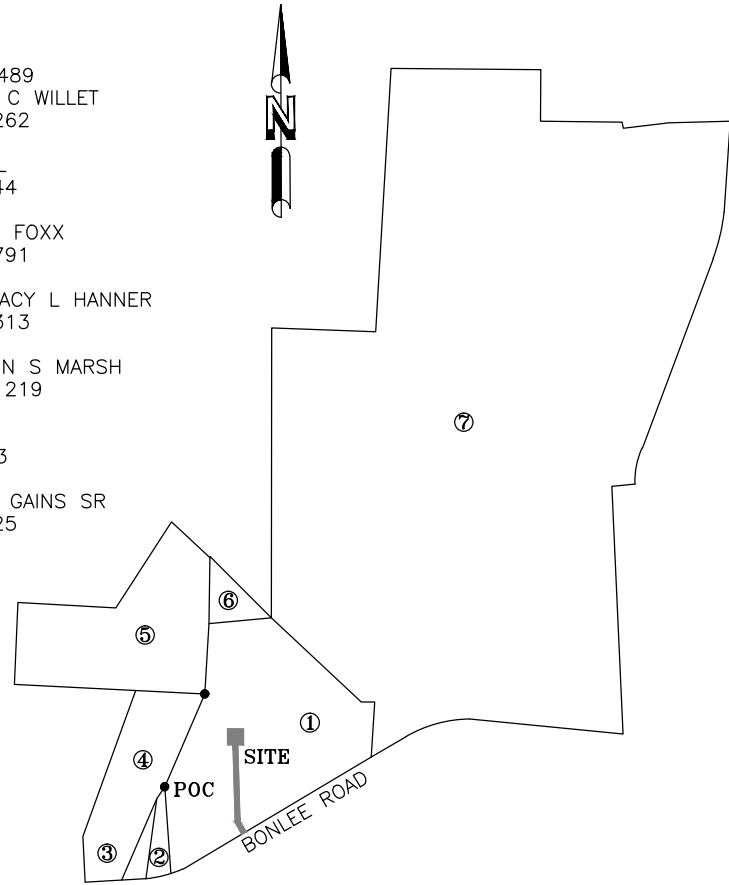 489
C WILLET
262
44
FOXX
791
ACY L HANNER
313
N S MARSH
219
3
GAINS SR
25
N
⑦
⑥
⑤
①
④
SITE
POC
③
②
BONLEE ROAD